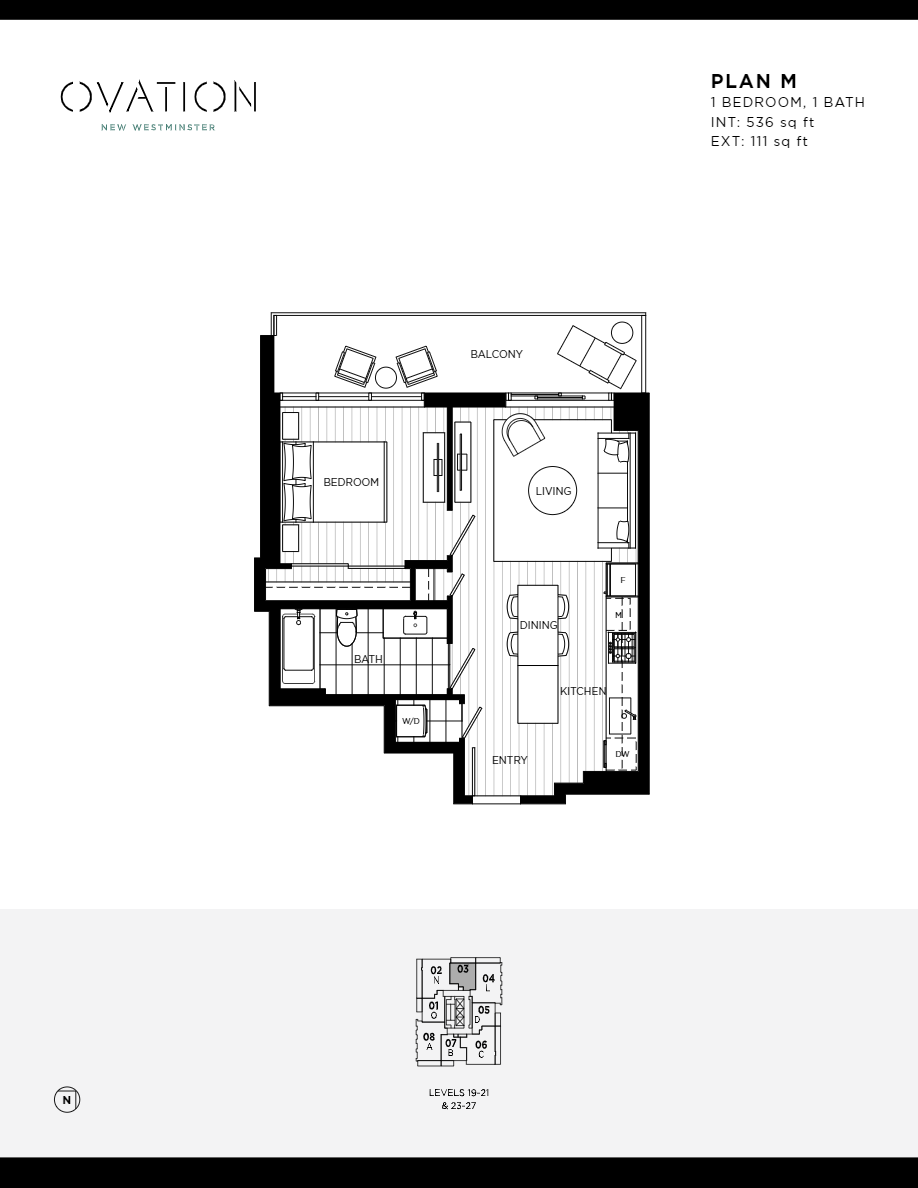 OVATION
NEW WESTMINSTER
PLAN M
1 BEDROOM, 1 BATH
INT: 536 sq ft
EXT: 111 sq ft
BALCONY
BEDROOM
LIVING
F
M
DINING
BATH
KITCHEN
W/D
DW
ENTRY
02
N
03
04
L
01
O
05
D
08
A
07
B
06
C
N
LEVELS 19-21
& 23-27